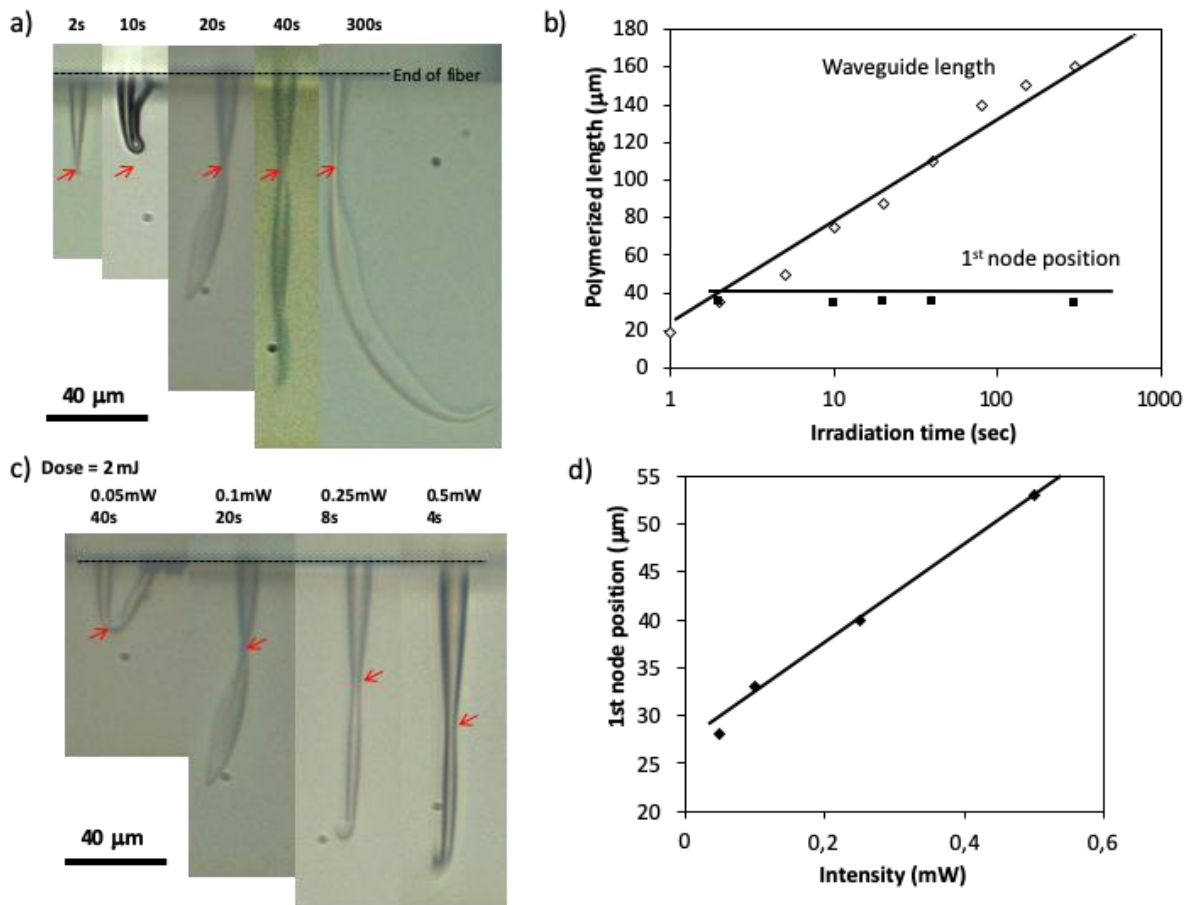 a)
2s 10s 20s 40s 300s
End of fiber
40 μm
b)
Polymerized length (μm)
180
160
140
120
100
80
60
40
20
0
Waveguide length
1st node position
1 10 100 1000
Irradiation time (sec)
c) Dose = 2 mJ
0.05mW 0.1mW 0.25mW 0.5mW
40s 20s 8s 4s
40 μm
d)
1st node position (μm)
55
50
45
40
35
30
25
20
0 0,2 0,4 0,6
Intensity (mW)